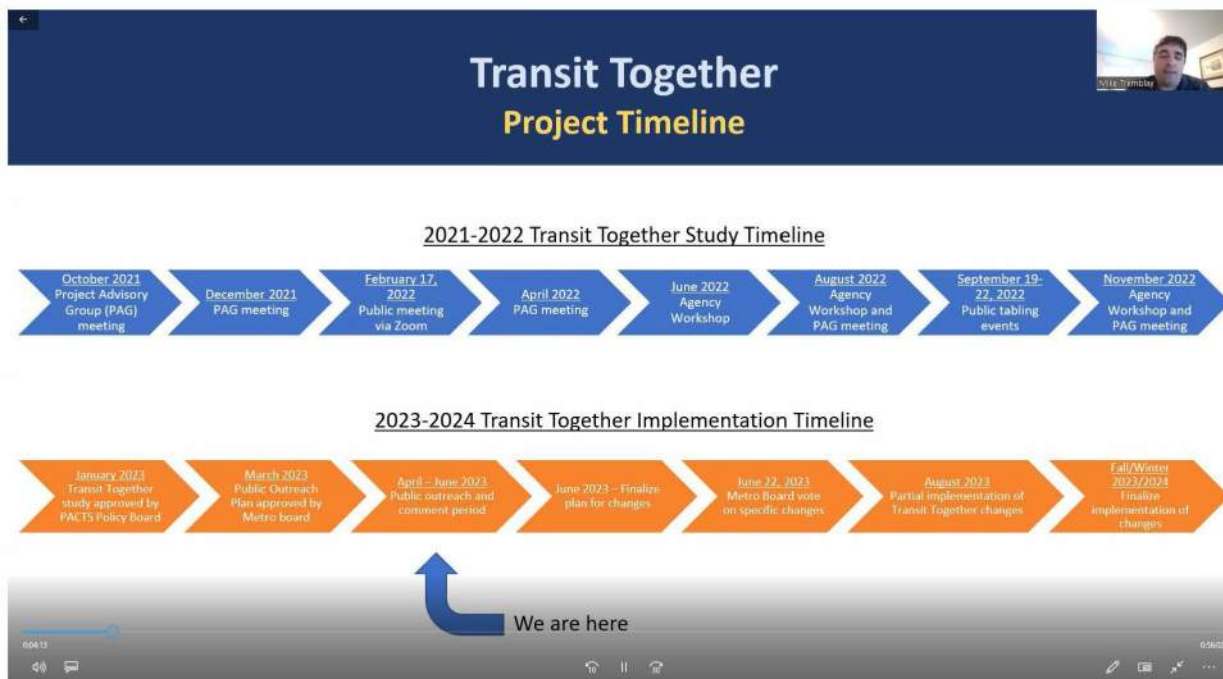 Transit Together
Project Timeline
Mike Tremblay
2021-2022 Transit Together Study Timeline
October 2021
Project Advisory
Group (PAG)
meeting
December 2021
PAG meeting
February 17,
2022
Public meeting
via Zoom
April 2022
PAG meeting
June 2022
Agency
Workshop
August 2022
Agency
Workshop and
PAG meeting
September 19-
22, 2022
Public tabling
events
November 2022
Agency
Workshop and
PAG meeting
2023-2024 Transit Together Implementation Timeline
January 2023
Transit Together
study approved by
PACTS Policy Board
March 2023
Public Outreach
Plan approved by
Metro board
April – June 2023
Public outreach and
comment period
June 2023 – Finalize
plan for changes
June 22, 2023
Metro Board vote
on specific changes
August 2023
Partial implementation of
Transit Together changes
Fall/Winter
2023/2024
Finalize
implementation of
changes
We are here
0:04:13
10
30